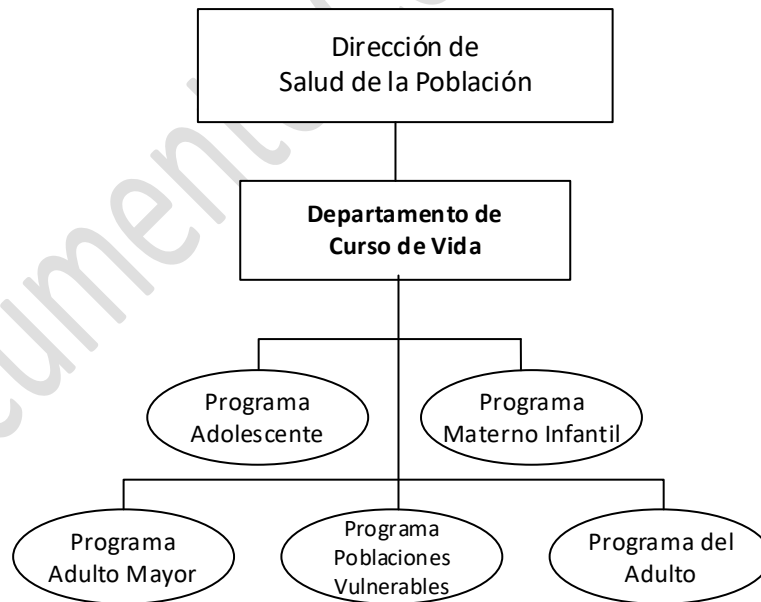 Dirección de
Salud de la Población
Departamento de
Curso de Vida
Programa
Adolescente
Programa
Materno Infantil
Programa
Adulto Mayor
Programa
Poblaciones
Vulnerables
Programa del
Adulto